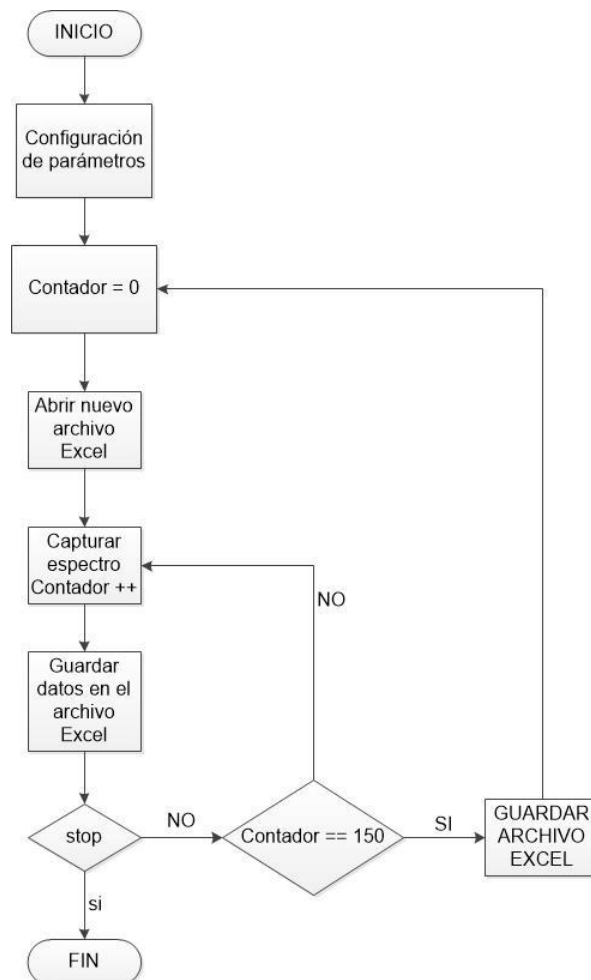 INICIO
Configuración
de parámetros
Contador = 0
Abrir nuevo
archivo
Excel
Capturar
espectro
Contador ++
NO
Guardar
datos en el
archivo
Excel
stop
NO
Contador == 150
SI
GUARDAR
ARCHIVO
EXCEL
si
FIN